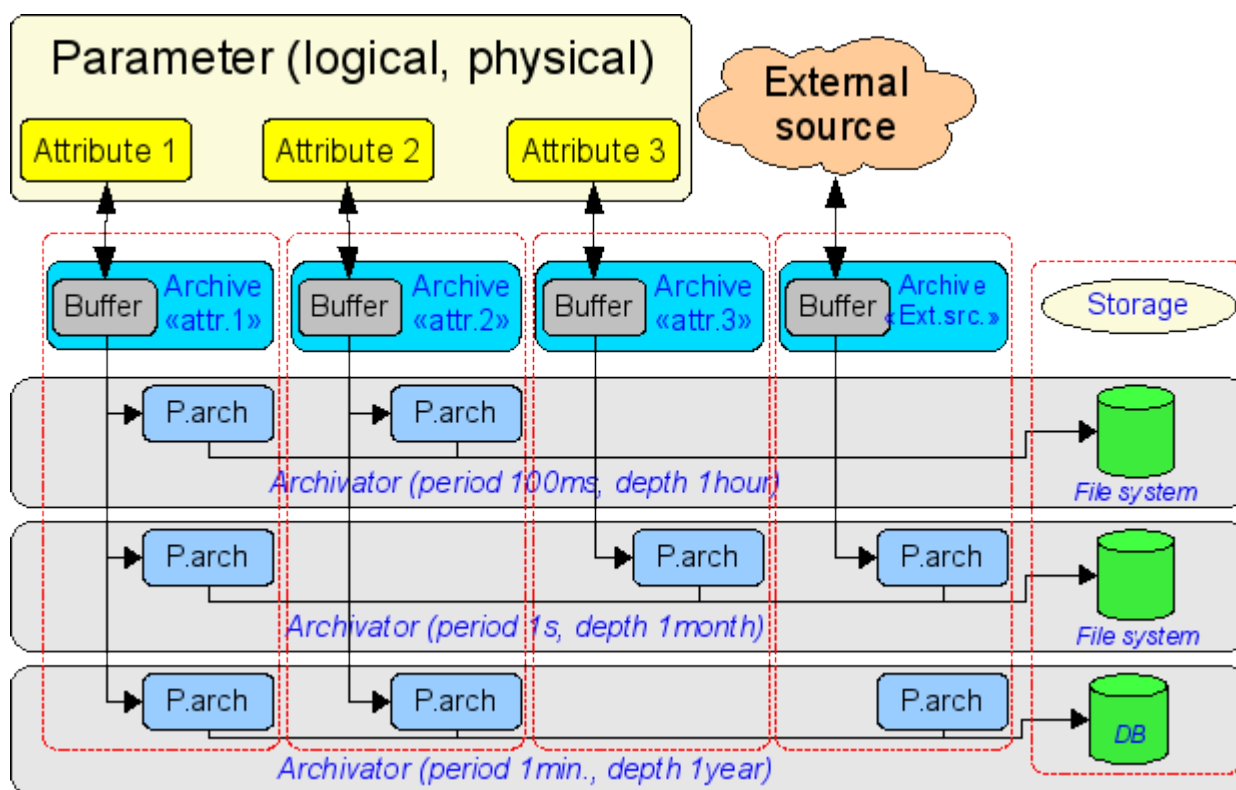 Parameter (logical, physical)
External
source
Attribute 1
Attribute 2
Attribute 3
Buffer
Archive
«attr.1»
Buffer
Archive
«attr.2»
Buffer
Archive
«attr.3»
Buffer
Archive
«Ext.src.»
Storage
P.arch
P.arch
Archivator (period 100ms, depth 1hour)
File system
P.arch
P.arch
P.arch
Archivator (period 1s, depth 1month)
File system
P.arch
P.arch
P.arch
DB
Archivator (period 1min., depth 1year)